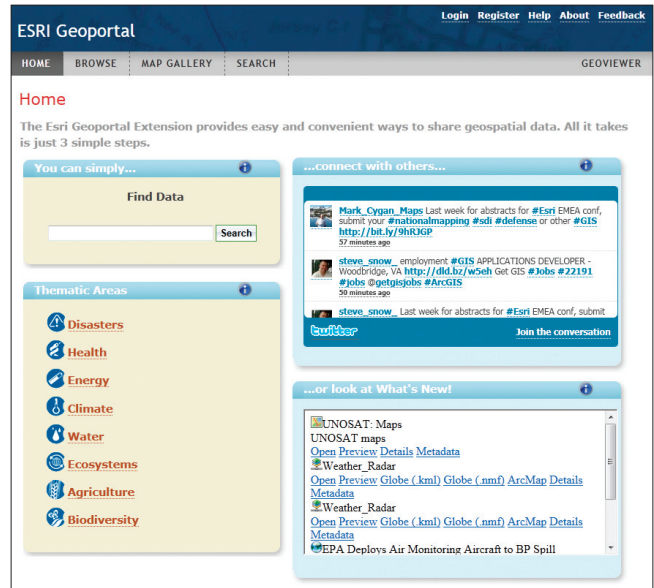 ESRI Geoportal
Login Register Help About Feedback
HOME BROWSE MAP GALLERY SEARCH GEOVIEWER
Home
The Esri Geoportal Extension provides easy and convenient ways to share geospatial data. All it takes
is just 3 simple steps.
You can simply...
Find Data
Search
Thematic Areas
Disasters
Health
Energy
Climate
Water
Ecosystems
Agriculture
Biodiversity
...connect with others...
Mark_Cygan_Maps Last week for abstracts for #Esri EMEA conf,
submit your #nationalmapping #sdi #defense or other #GIS
http://bit.ly/9hRJGP
57 minutes ago
steve_snow_ employment #GIS APPLICATIONS DEVELOPER -
Woodbridge, VA http://dld.bz/w5eh Get GIS #Jobs #22191
#jobs @getgisjobs #ArcGIS
50 minutes ago
steve_snow_ Last week for abstracts for #Esri EMEA conf, submit
twitter
Join the conversation
...or look at What's New!
UNOSAT: Maps
UNOSAT maps
Open Preview Details Metadata
Weather_Radar
Open Preview Globe (.kml) Globe (.nmf) ArcMap Details
Metadata
Weather_Radar
Open Preview Globe (.kml) Globe (.nmf) ArcMap Details
Metadata
EPA Deploys Air Monitoring Aircraft to BP Spill